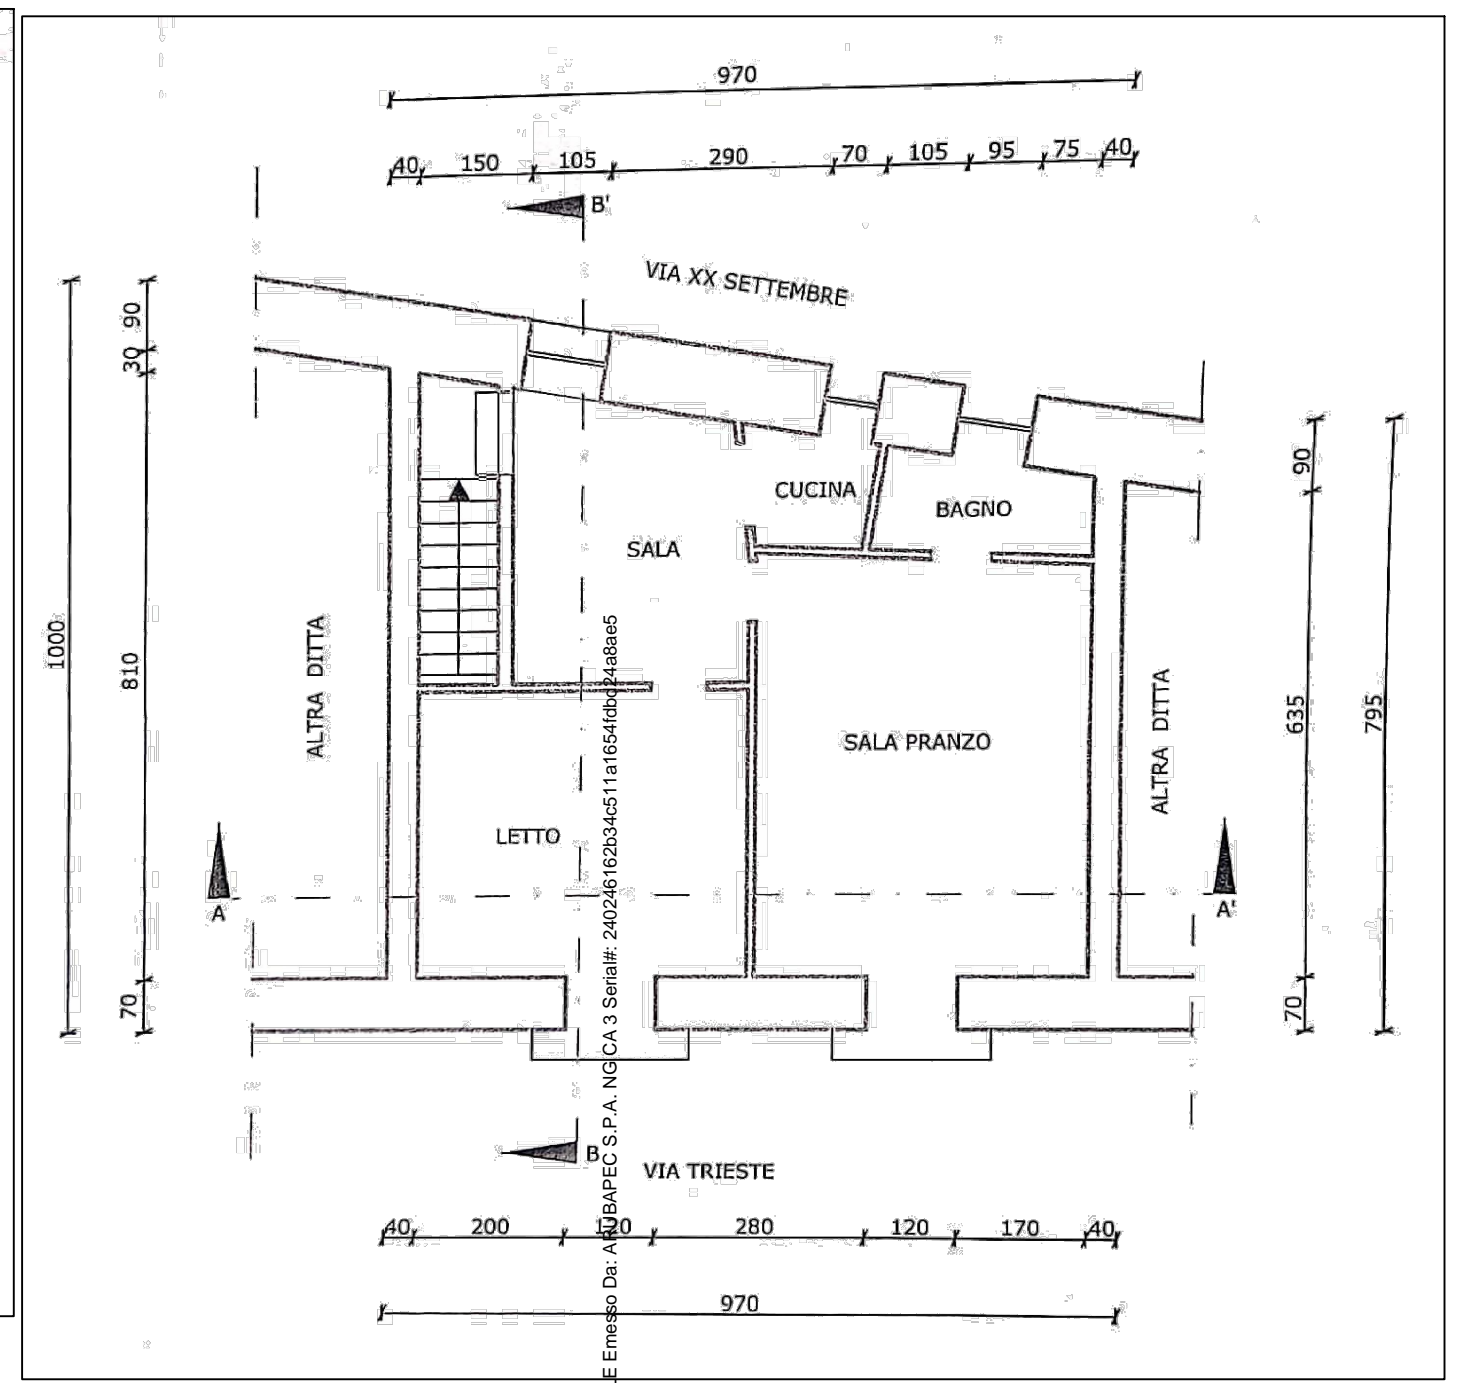 970
40 150 105 290 70 105 95 75 40
B'
VIA XX SETTEMBRE
90
30
810
70
1000
ALTRA DITTA
CUCINA
BAGNO
SALA
SALA PRANZO
LETTO
ALTRA DITTA
90
635
70
795
A
A'
B
VIA TRIESTE
40 200 120 280 120 170 40
970
E Emesso Da: ARUBAPEC S.P.A. NG CA 3 Serial#: 240246162b34c511a1654fdbd24a8ae5